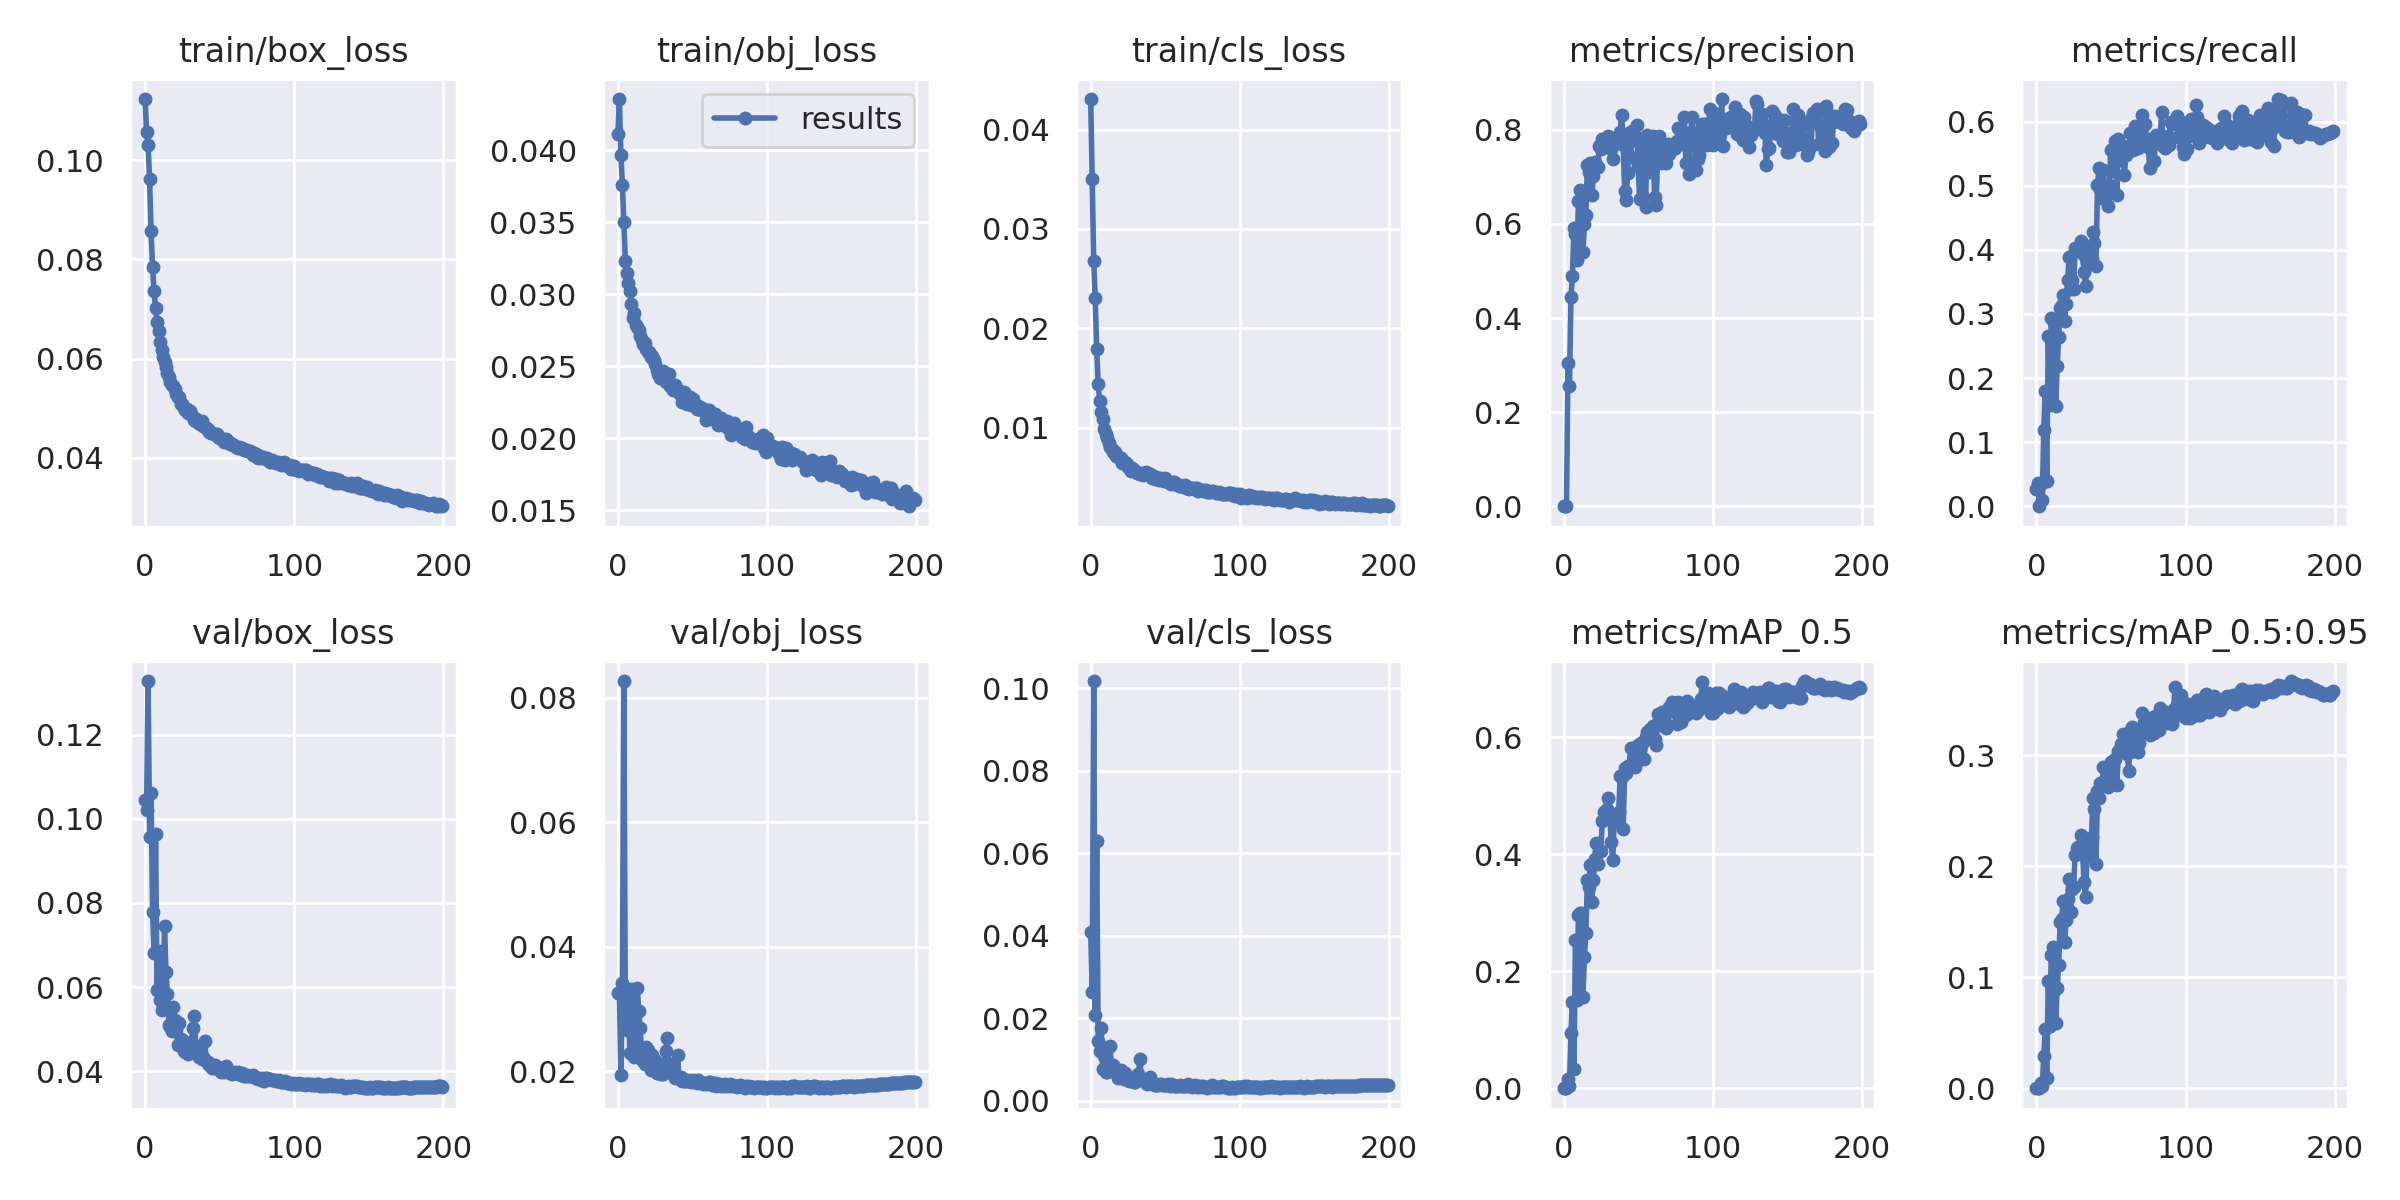 train/box_loss
0.10
0.08
0.06
0.04
0 100 200
train/obj_loss
results
0.040
0.035
0.030
0.025
0.020
0.015
0 100 200
train/cls_loss
0.04
0.03
0.02
0.01
0 100 200
metrics/precision
0.8
0.6
0.4
0.2
0.0
0 100 200
metrics/recall
0.6
0.5
0.4
0.3
0.2
0.1
0.0
0 100 200
val/box_loss
0.12
0.10
0.08
0.06
0.04
0 100 200
val/obj_loss
0.08
0.06
0.04
0.02
0 100 200
val/cls_loss
0.10
0.08
0.06
0.04
0.02
0.00
0 100 200
metrics/mAP_0.5
0.6
0.4
0.2
0.0
0 100 200
metrics/mAP_0.5:0.95
0.3
0.2
0.1
0.0
0 100 200